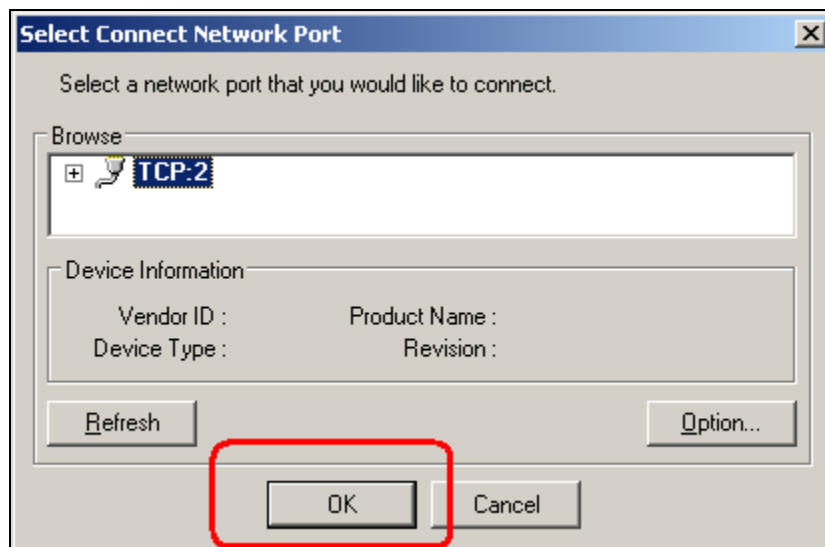 Select Connect Network Port
Select a network port that you would like to connect.
Browse
TCP:2
Device Information
Vendor ID : Product Name :
Device Type : Revision :
Refresh Option...
OK Cancel